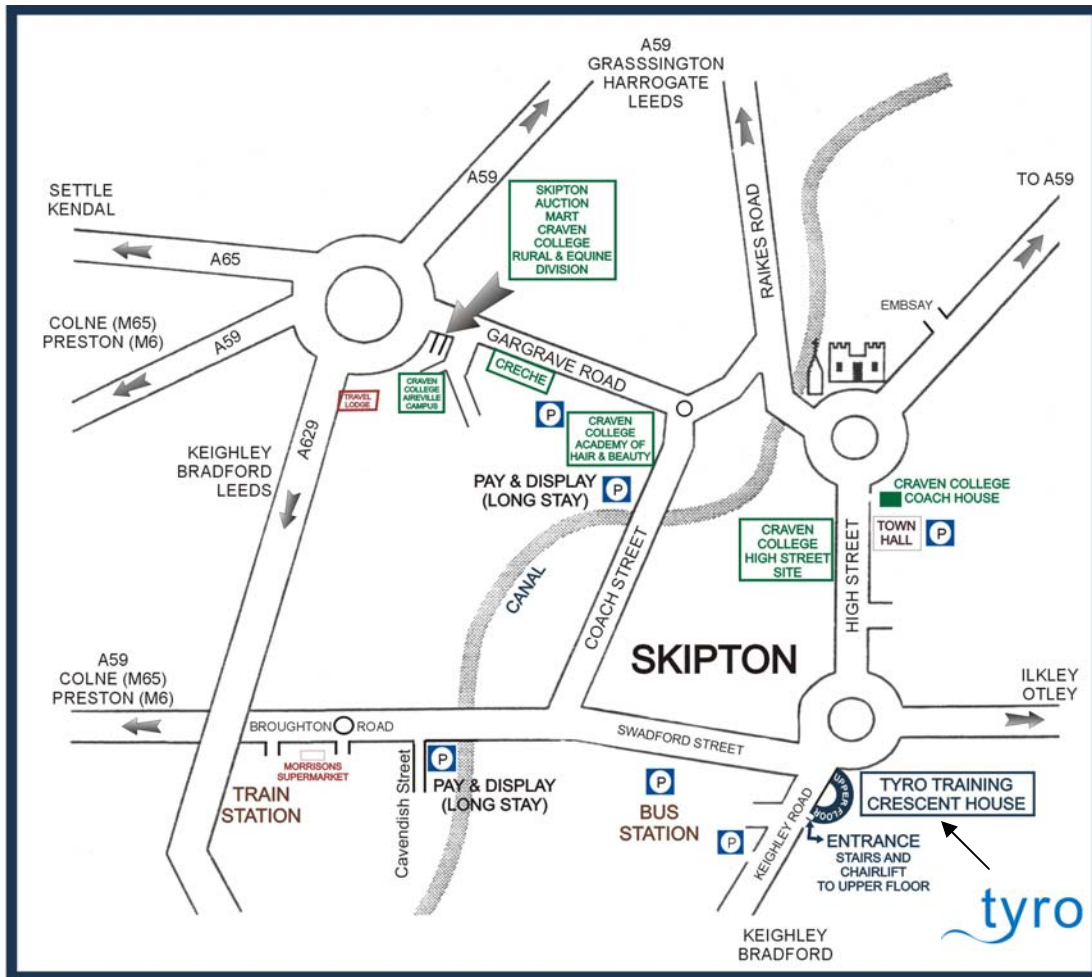 A59
GRASSSINGTON
HARROGATE
LEEDS
SETTLE
KENDAL
A59
SKIPTON
AUCTION
MART
CRAVEN
COLLEGE
RURAL & EQUINE
DIVISION
RAIKES ROAD
TO A59
A65
EMBSAY
COLNE (M65)
PRESTON (M6)
A59
GARGRAVE ROAD
CRECHE
TRAVEL
LODGE
CRAVEN
COLLEGE
AIREVILLE
CAMPUS
P
CRAVEN
COLLEGE
ACADEMY OF
HAIR & BEAUTY
A629
KEIGHLEY
BRADFORD
LEEDS
PAY & DISPLAY
(LONG STAY)
P
CRAVEN COLLEGE
COACH HOUSE
CRAVEN
COLLEGE
HIGH STREET
SITE
TOWN
HALL
P
HIGH STREET
CANAL
COACH STREET
SKIPTON
A59
COLNE (M65)
PRESTON (M6)
ILKLEY
OTLEY
BROUGHTON ROAD
SWADFORD STREET
MORRISONS
SUPERMARKET
TRAIN
STATION
Cavendish Street
P
PAY & DISPLAY
(LONG STAY)
P
BUS
STATION
P
KEIGHLEY ROAD
UPPER FLOOR
TYRO TRAINING
CRESCENT HOUSE
ENTRANCE
STAIRS AND
CHAIRLIFT
TO UPPER FLOOR
tyro
KEIGHLEY
BRADFORD